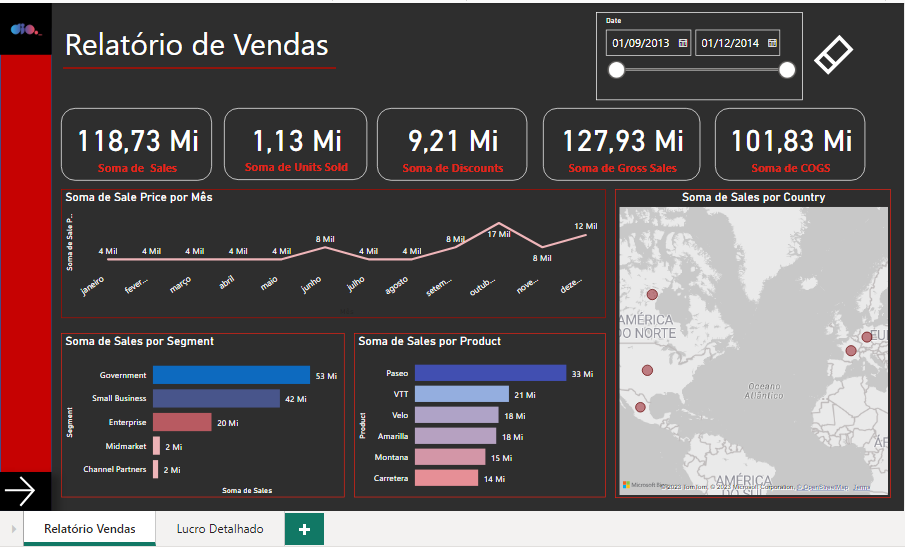 dio.
Relatório de Vendas
Date
01/09/2013
01/12/2014
118,73 Mi
Soma de Sales
1,13 Mi
Soma de Units Sold
9,21 Mi
Soma de Discounts
127,93 Mi
Soma de Gross Sales
101,83 Mi
Soma de COGS
Soma de Sale Price por Mês
Soma de Sale P...
4 Mil
4 Mil
4 Mil
4 Mil
4 Mil
8 Mil
4 Mil
4 Mil
8 Mil
17 Mil
8 Mil
12 Mil
janeiro
fever...
março
abril
maio
junho
julho
agosto
setem...
outub...
nove...
deze...
Soma de Sales por Segment
Segment
Government
53 Mi
Small Business
42 Mi
Enterprise
20 Mi
Midmarket
2 Mi
Channel Partners
2 Mi
Soma de Sales
Soma de Sales por Product
Product
Paseo
33 Mi
VTT
21 Mi
Velo
18 Mi
Amarilla
18 Mi
Montana
15 Mi
Carretera
14 Mi
Soma de Sales por Country
AMÉRICA
DO NORTE
EU
Oceano
Atlântico
ÁF
AMÉRICA
DO SUL
© 2023 TomTom, © 2023 Microsoft Corporation, © OpenStreetMap Terms
Relatório Vendas
Lucro Detalhado
+